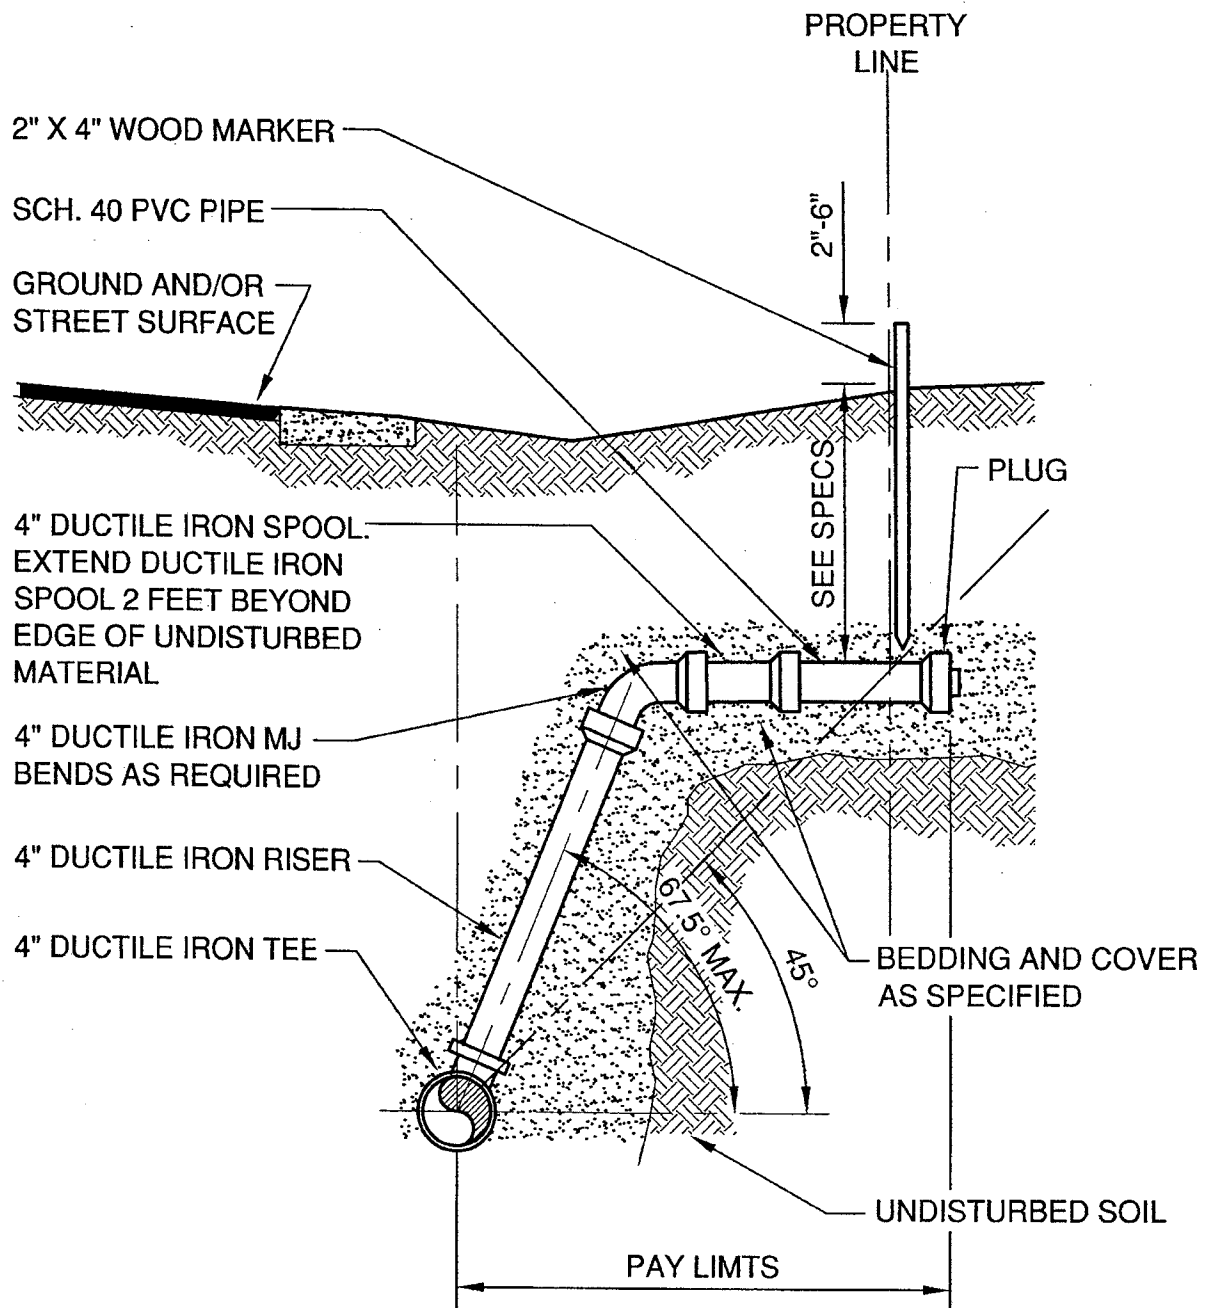 PROPERTY
LINE
2" X 4" WOOD MARKER
SCH. 40 PVC PIPE
2"-6"
GROUND AND/OR
STREET SURFACE
SEE SPECS
PLUG
4" DUCTILE IRON SPOOL.
EXTEND DUCTILE IRON
SPOOL 2 FEET BEYOND
EDGE OF UNDISTURBED
MATERIAL
4" DUCTILE IRON MJ
BENDS AS REQUIRED
4" DUCTILE IRON RISER
67.5° MAX.
45°
4" DUCTILE IRON TEE
BEDDING AND COVER
AS SPECIFIED
UNDISTURBED SOIL
PAY LIMTS